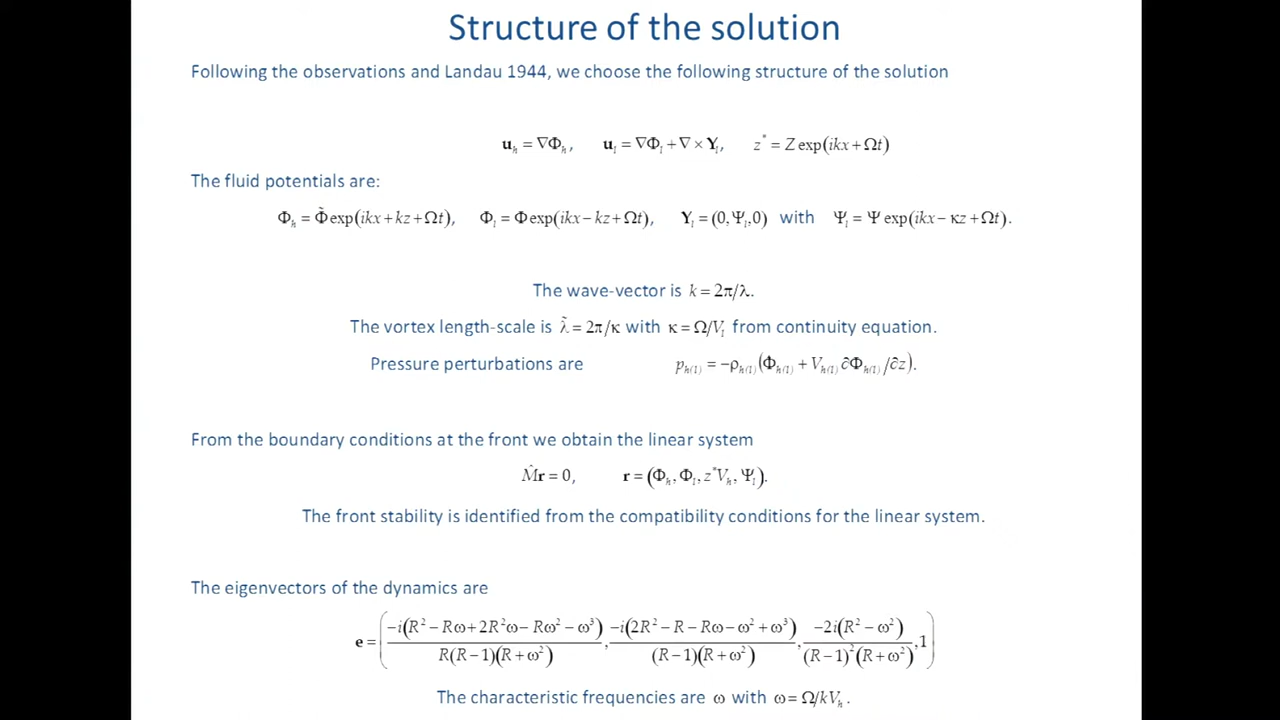 Structure of the solution
Following the observations and Landau 1944, we choose the following structure of the solution
u_h = ∇Φ_h,   u_l = ∇Φ_l + ∇ × Υ_l,   z* = Z exp(ikx + Ωt)
The fluid potentials are:
Φ_h = Φ̃ exp(ikx + kz + Ωt),   Φ_l = Φ exp(ikx − kz + Ωt),   Υ_l = (0, Ψ_l, 0) with Ψ_l = Ψ exp(ikx − κz + Ωt).
The wave-vector is k = 2π/λ.
The vortex length-scale is λ̃ = 2π/κ with κ = Ω/V_l from continuity equation.
Pressure perturbations are   p_h(l) = −ρ_h(l) (Φ̇_h(l) + V_h(l) ∂Φ_h(l)/∂z).
From the boundary conditions at the front we obtain the linear system
M̂r = 0,   r = (Φ_h, Φ_l, z*V_h, Ψ_l).
The front stability is identified from the compatibility conditions for the linear system.
The eigenvectors of the dynamics are
e = ( −i(R² − Rω + 2R²ω − Rω² − ω³) / R(R−1)(R+ω²), −i(2R² − R − Rω − ω² + ω³) / (R−1)(R+ω²), −2i(R² − ω²) / (R−1)²(R+ω²), 1 )
The characteristic frequencies are ω with ω = Ω/kV_h.